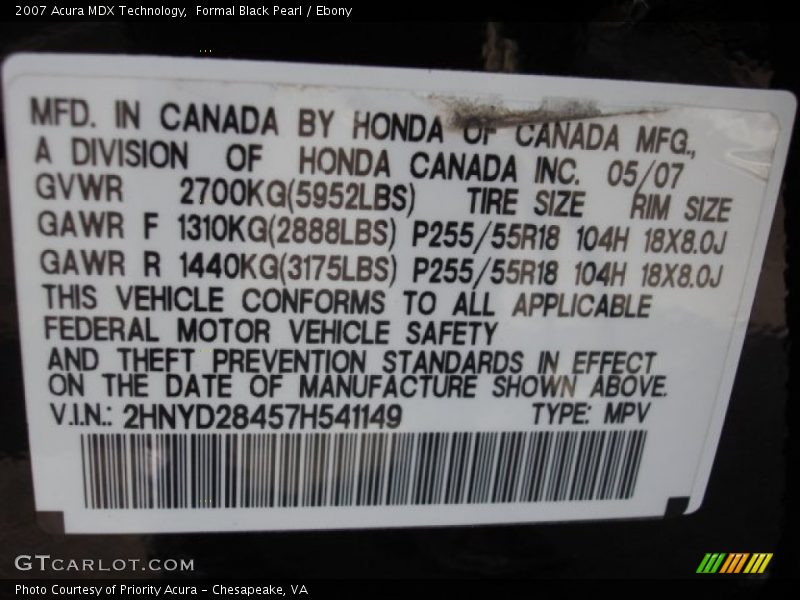 2007 Acura MDX Technology,  Formal Black Pearl / Ebony
MFD. IN CANADA BY HONDA OF CANADA MFG.,
A DIVISION OF HONDA CANADA INC. 05/07
GVWR 2700KG(5952LBS) TIRE SIZE RIM SIZE
GAWR F 1310KG(2888LBS) P255/55R18 104H 18X8.0J
GAWR R 1440KG(3175LBS) P255/55R18 104H 18X8.0J
THIS VEHICLE CONFORMS TO ALL APPLICABLE
FEDERAL MOTOR VEHICLE SAFETY
AND THEFT PREVENTION STANDARDS IN EFFECT
ON THE DATE OF MANUFACTURE SHOWN ABOVE.
V.I.N.: 2HNYD28457H541149 TYPE: MPV
GTCARLOT.COM
Photo Courtesy of Priority Acura – Chesapeake, VA